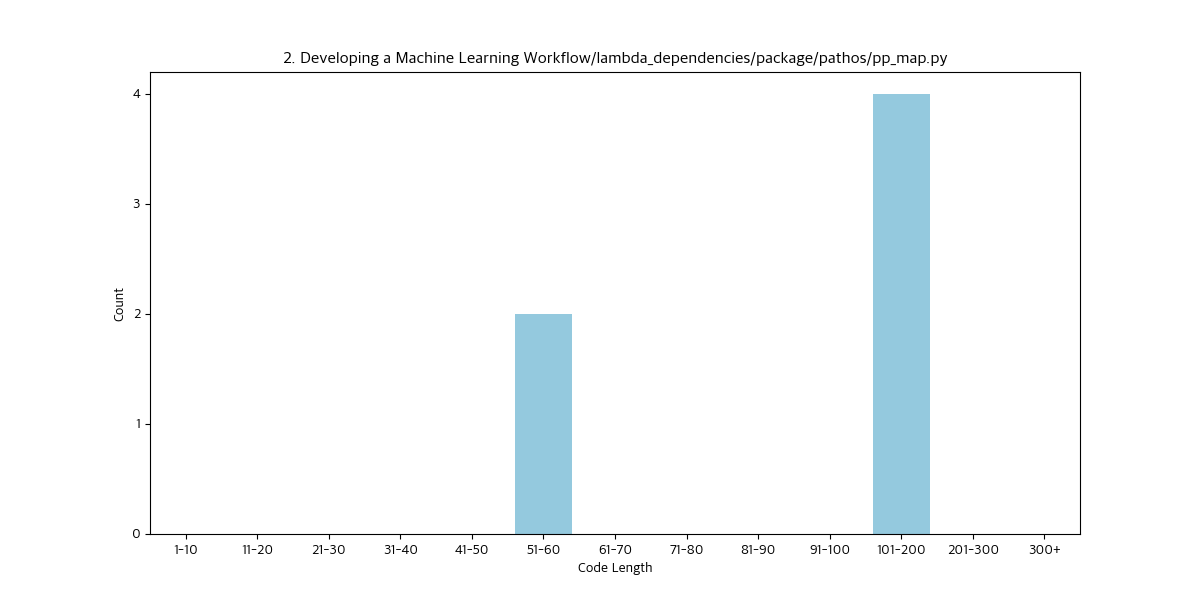 2. Developing a Machine Learning Workflow/lambda_dependencies/package/pathos/pp_map.py
4
3
2
1
0
Count
1-10 11-20 21-30 31-40 41-50 51-60 61-70 71-80 81-90 91-100 101-200 201-300 300+
Code Length